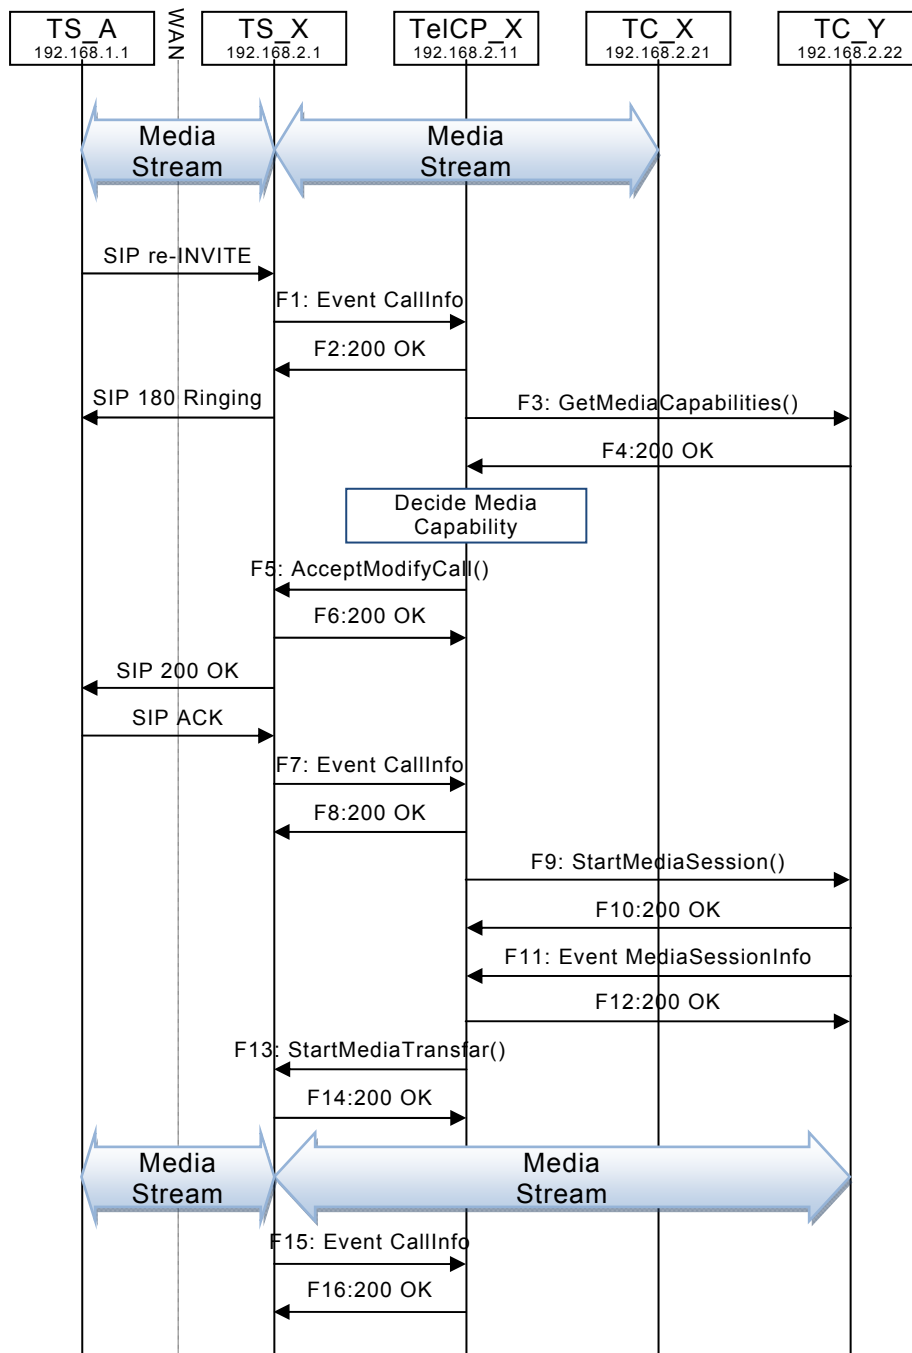 TS_A
192.168.1.1
WAN
TS_X
192.168.2.1
TelCP_X
192.168.2.11
TC_X
192.168.2.21
TC_Y
192.168.2.22
Media
Stream
Media
Stream
SIP re-INVITE
F1: Event CallInfo
F2:200 OK
SIP 180 Ringing
F3: GetMediaCapabilities()
F4:200 OK
Decide Media
Capability
F5: AcceptModifyCall()
F6:200 OK
SIP 200 OK
SIP ACK
F7: Event CallInfo
F8:200 OK
F9: StartMediaSession()
F10:200 OK
F11: Event MediaSessionInfo
F12:200 OK
F13: StartMediaTransfar()
F14:200 OK
Media
Stream
Media
Stream
F15: Event CallInfo
F16:200 OK